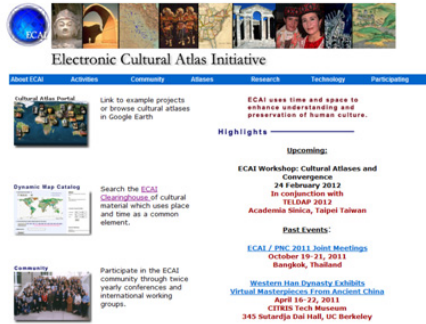 ECAI
Electronic Cultural Atlas Initiative
About ECAI Activities Community Atlases Research Technology Participating
Cultural Atlas Portal
Link to example projects
or browse cultural atlases
in Google Earth
Dynamic Map Catalog
Search the ECAI
Clearinghouse of cultural
material which uses place
and time as a common
element.
Community
Participate in the ECAI
community through twice
yearly conferences and
international working
groups.
ECAI uses time and space to
enhance understanding and
preservation of human culture.
Highlights
Upcoming:
ECAI Workshop: Cultural Atlases and
Convergence
24 February 2012
In conjunction with
TELDAP 2012
Academia Sinica, Taipei Taiwan
Past Events:
ECAI / PNC 2011 Joint Meetings
October 19-21, 2011
Bangkok, Thailand
Western Han Dynasty Exhibits
Virtual Masterpieces From Ancient China
April 16-22, 2011
CITRIS Tech Museum
345 Sutardja Dai Hall, UC Berkeley